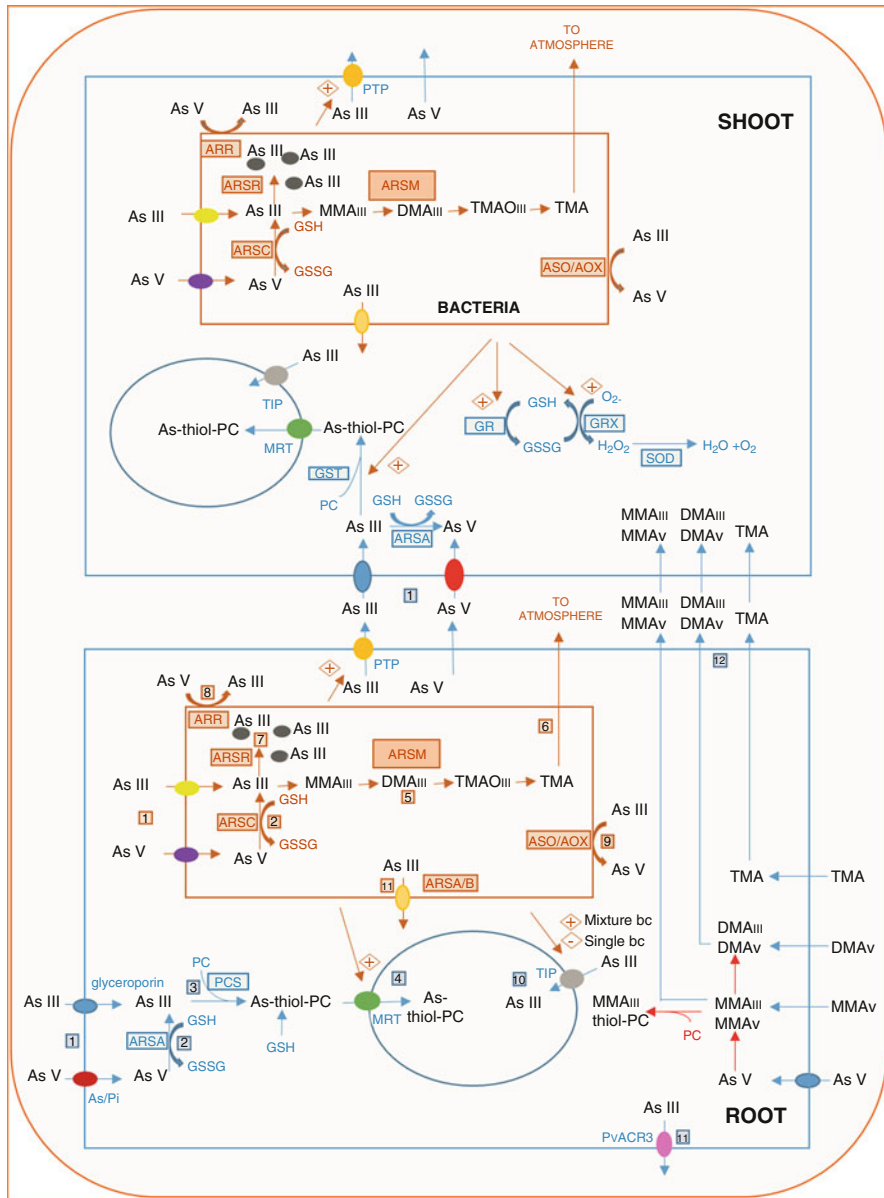 TO
ATMOSPHERE
+
PTP
As V
As III
As III
As V
SHOOT
ARR
As III
As III
ARSR
As III
ARSM
As III
As III
MMAIII
DMAIII
TMAOIII
TMA
GSH
ARSC
As III
GSSG
ASO/AOX
As V
As V
As III
As V
BACTERIA
As III
TIP
As-thiol-PC
As-thiol-PC
MRT
+
+
GSH
O2-
GR
GRX
GSSG
H2O2
H2O +O2
SOD
GST
+
PC
GSH
GSSG
As III
As V
ARSA
MMAIII
MMAV
DMAIII
DMAV
TMA
1
As III
As V
MMAIII
MMAV
DMAIII
DMAV
TMA
TO
ATMOSPHERE
PTP
12
8
+
As V
As III
As III
As V
ARR
As III
As III
7
6
ARSR
As III
ARSM
As III
As III
MMAIII
DMAIII
TMAOIII
TMA
5
GSH
1
ARSC
2
As III
GSSG
ASO/AOX
9
As V
As V
As III
As V
11
ARSA/B
TMA
TMA
+
Mixture bc
-
Single bc
PC
+
4
10
TIP
As III
DMAIII
DMAV
DMAV
glyceroporin
3
PCS
As III
As III
As-thiol-PC
As-
thiol-PC
As III
MMAIII
thiol-PC
MMAIII
MMAV
MMAV
GSH
MRT
1
ARSA
2
PC
GSH
GSSG
As V
As V
As/Pi
As V
As V
As III
ROOT
PvACR3
11